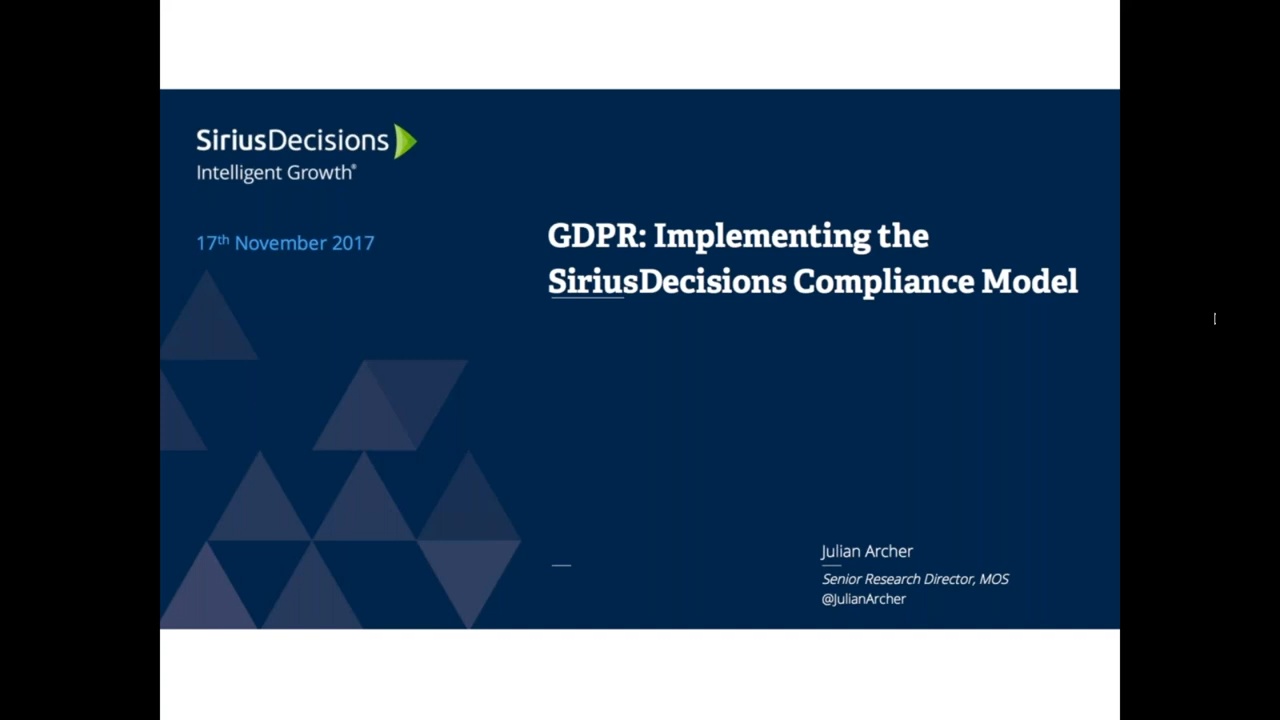 SiriusDecisions
Intelligent Growth®
17th November 2017
GDPR: Implementing the
SiriusDecisions Compliance Model
Julian Archer
Senior Research Director, MOS
@JulianArcher